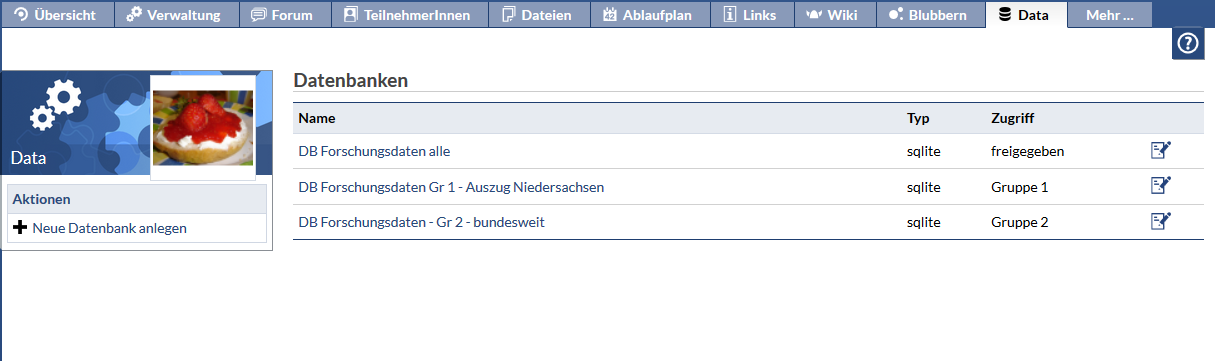 Übersicht Verwaltung Forum TeilnehmerInnen Dateien 42 Ablaufplan Links Wiki Blubbern Data Mehr ...
?
Data
Aktionen
Neue Datenbank anlegen
Datenbanken
Name Typ Zugriff
DB Forschungsdaten alle sqlite freigegeben
DB Forschungsdaten Gr 1 - Auszug Niedersachsen sqlite Gruppe 1
DB Forschungsdaten - Gr 2 - bundesweit sqlite Gruppe 2